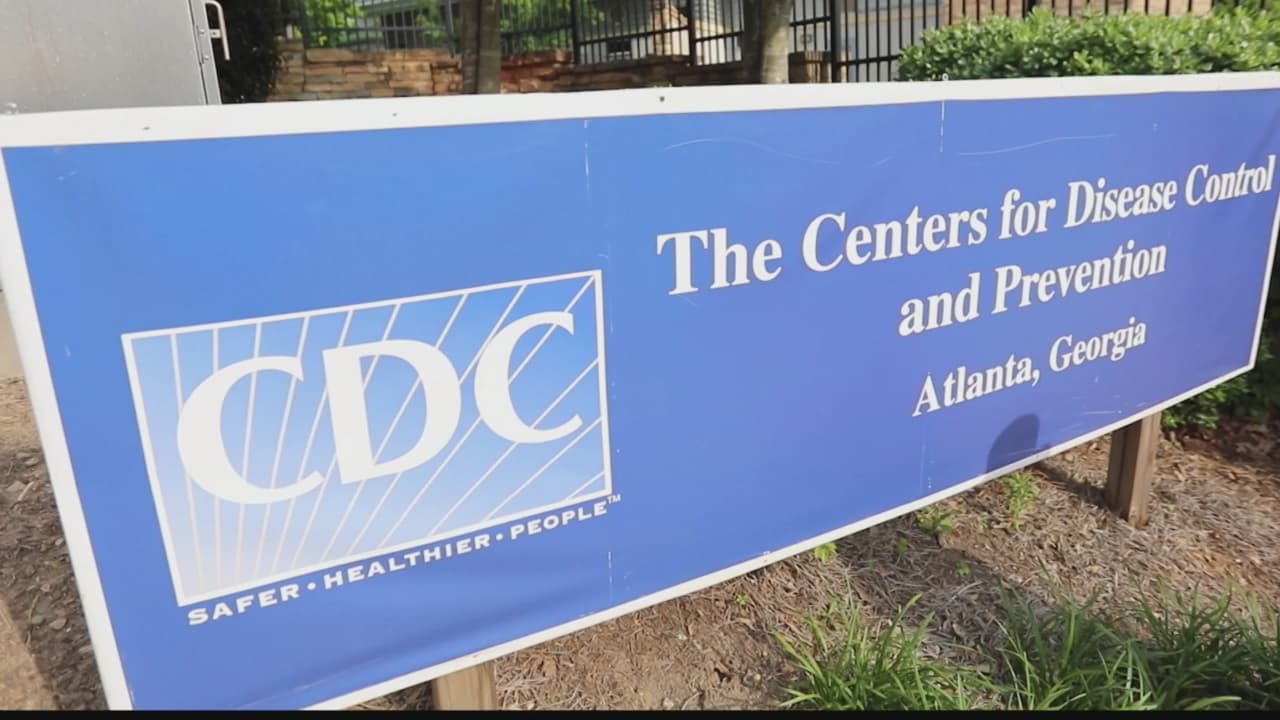 CDC
SAFER • HEALTHIER • PEOPLE™
The Centers for Disease Control
and Prevention
Atlanta, Georgia